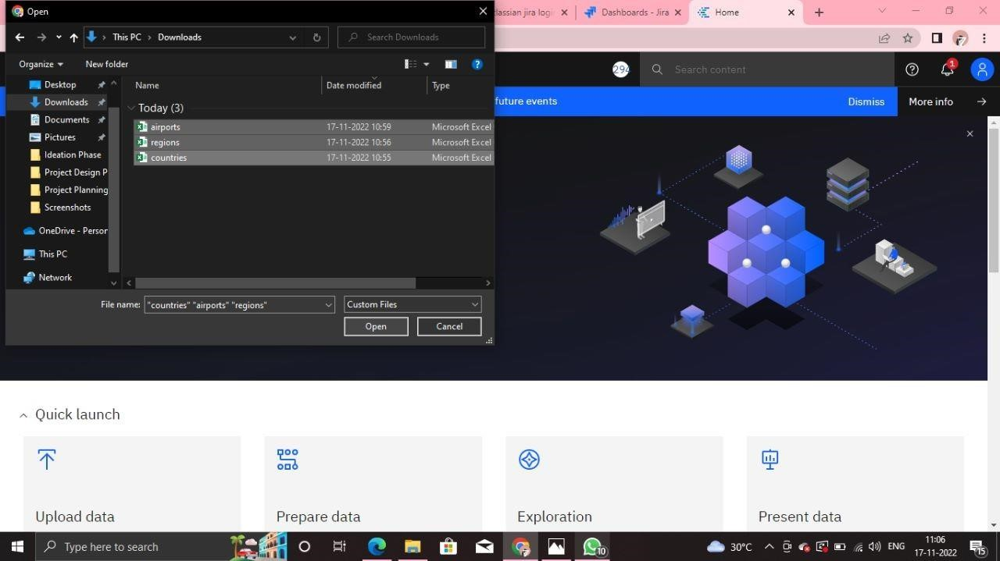 Open
tlassian jira logi
Dashboards - Jira
Home
This PC
Downloads
Search Downloads
Organize
New folder
Name
Date modified
Type
Desktop
Downloads
Documents
Pictures
Ideation Phase
Project Design P
Project Planning
Screenshots
OneDrive - Person
This PC
Network
Today (3)
airports 17-11-2022 10:59 Microsoft Excel
regions 17-11-2022 10:56 Microsoft Excel
countries 17-11-2022 10:55 Microsoft Excel
File name: "countries" "airports" "regions"
Custom Files
Open
Cancel
294
Search content
1
future events
Dismiss
More info
Quick launch
Upload data
Prepare data
Exploration
Present data
Type here to search
10
30°C
ENG
11:06
17-11-2022
15